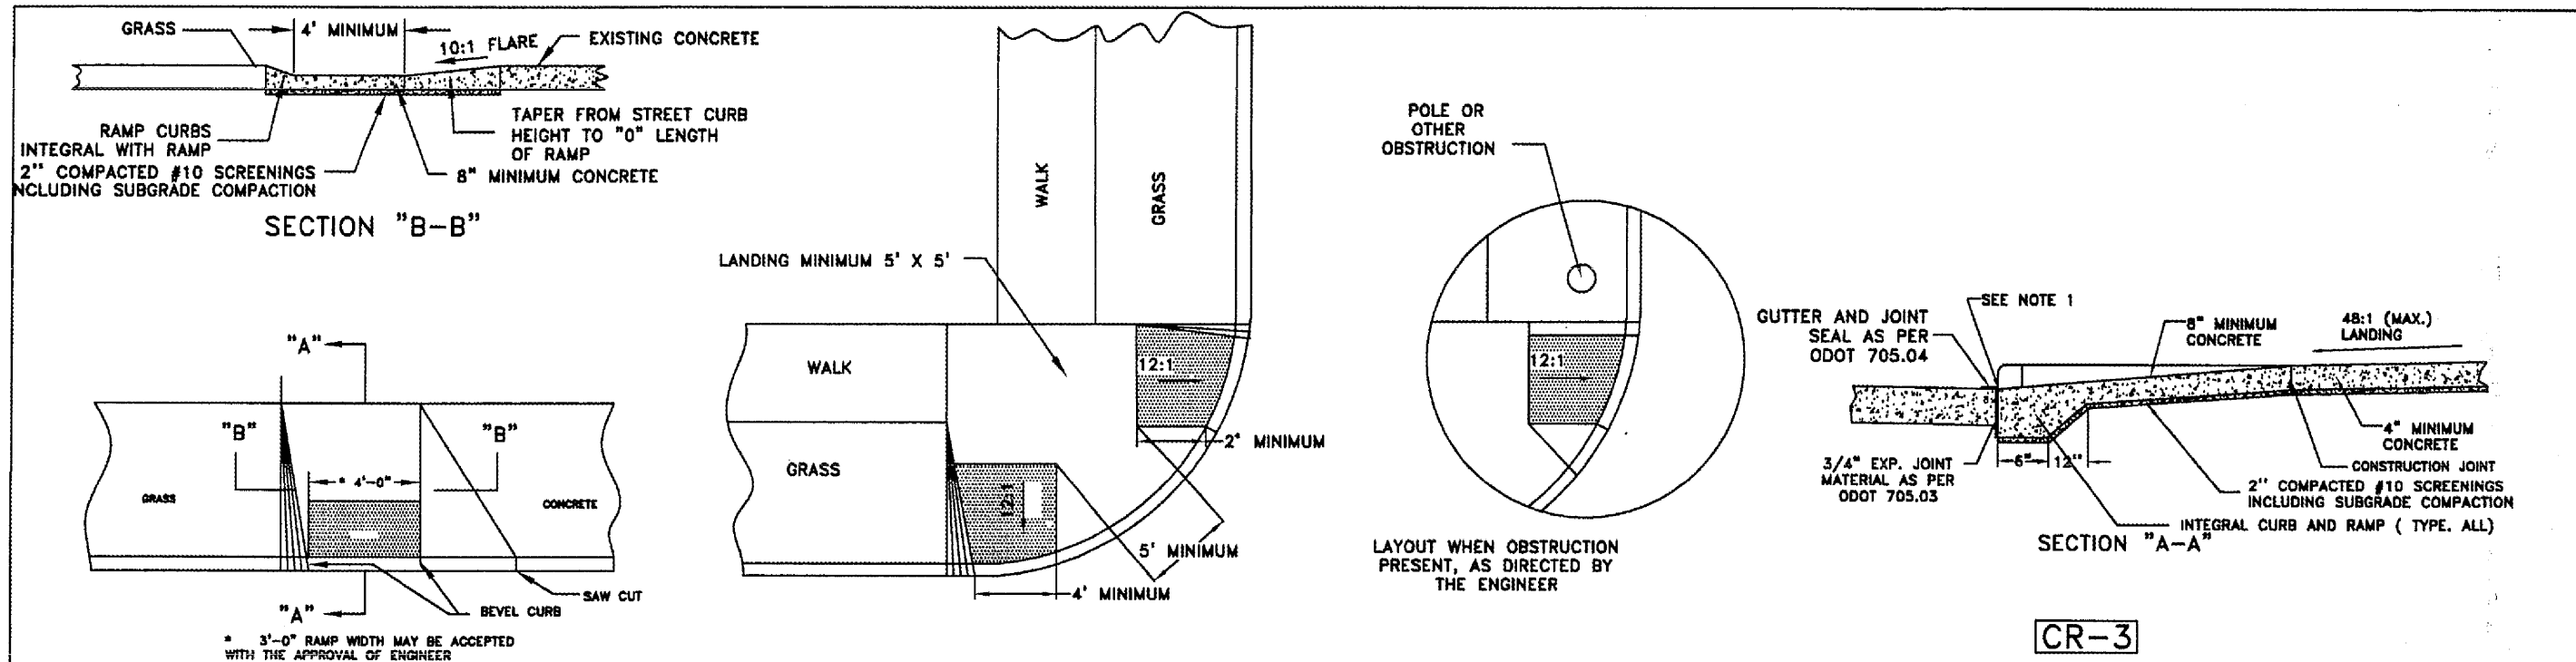 GRASS
4' MINIMUM
10:1 FLARE
EXISTING CONCRETE
RAMP CURBS
INTEGRAL WITH RAMP
2" COMPACTED #10 SCREENINGS
NCLUDING SUBGRADE COMPACTION
TAPER FROM STREET CURB
HEIGHT TO "0" LENGTH
OF RAMP
8" MINIMUM CONCRETE
SECTION "B-B"
"A"
"B"
"B"
* 4'-0"
GRASS
CONCRETE
"A"
BEVEL CURB
SAW CUT
* 3'-0" RAMP WIDTH MAY BE ACCEPTED
WITH THE APPROVAL OF ENGINEER
WALK
GRASS
LANDING MINIMUM 5' X 5'
WALK
GRASS
12:1
12:1
2' MINIMUM
5' MINIMUM
4' MINIMUM
POLE OR
OTHER
OBSTRUCTION
12:1
LAYOUT WHEN OBSTRUCTION
PRESENT, AS DIRECTED BY
THE ENGINEER
SEE NOTE 1
GUTTER AND JOINT
SEAL AS PER
ODOT 705.04
8" MINIMUM
CONCRETE
48:1 (MAX.)
LANDING
3/4" EXP. JOINT
MATERIAL AS PER
ODOT 705.03
6"
12"
4" MINIMUM
CONCRETE
CONSTRUCTION JOINT
2" COMPACTED #10 SCREENINGS
INCLUDING SUBGRADE COMPACTION
INTEGRAL CURB AND RAMP ( TYPE. ALL)
SECTION "A-A"
CR-3